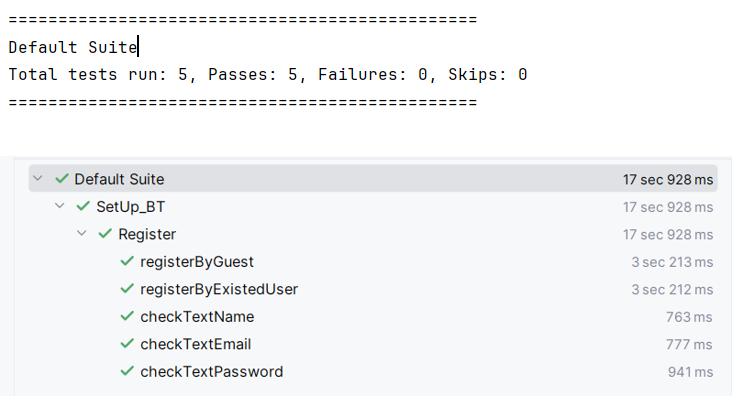 ===============================================
Default Suite
Total tests run: 5, Passes: 5, Failures: 0, Skips: 0
===============================================
Default Suite 17 sec 928 ms
SetUp_BT 17 sec 928 ms
Register 17 sec 928 ms
registerByGuest 3 sec 213 ms
registerByExistedUser 3 sec 212 ms
checkTextName 763 ms
checkTextEmail 777 ms
checkTextPassword 941 ms